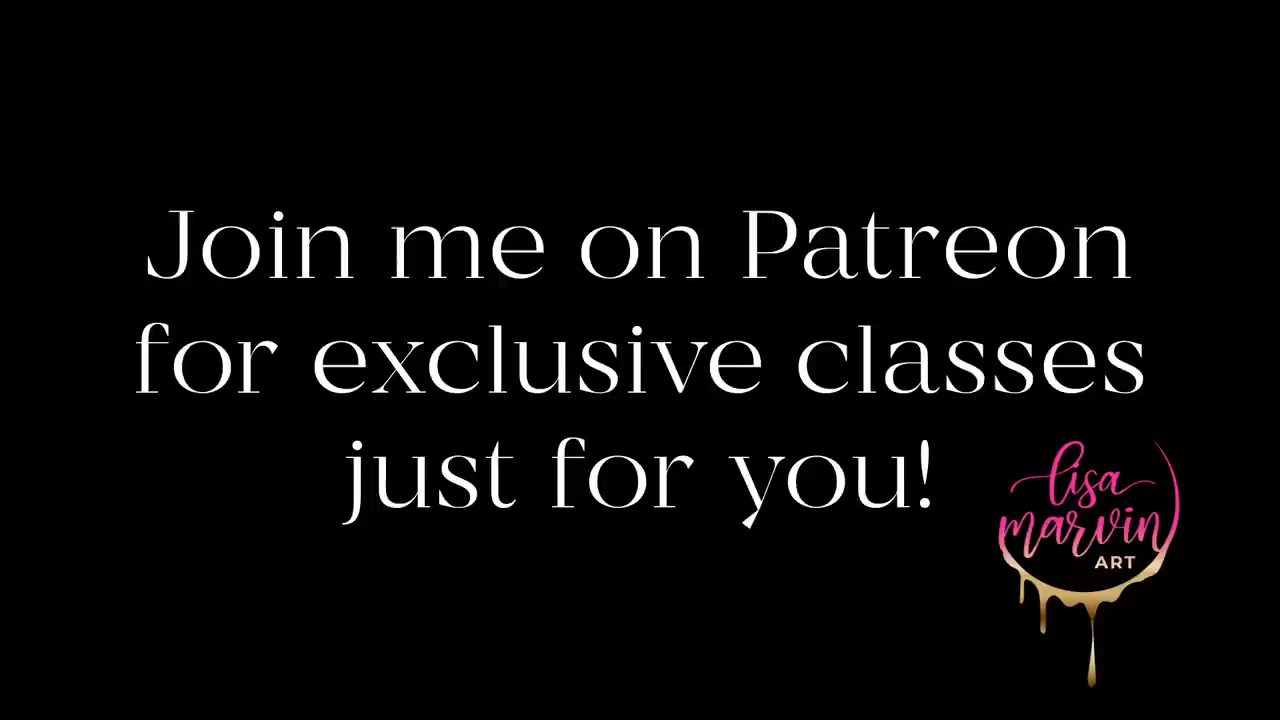 Join me on Patreon
for exclusive classes
just for you!
lisa
marvin
ART